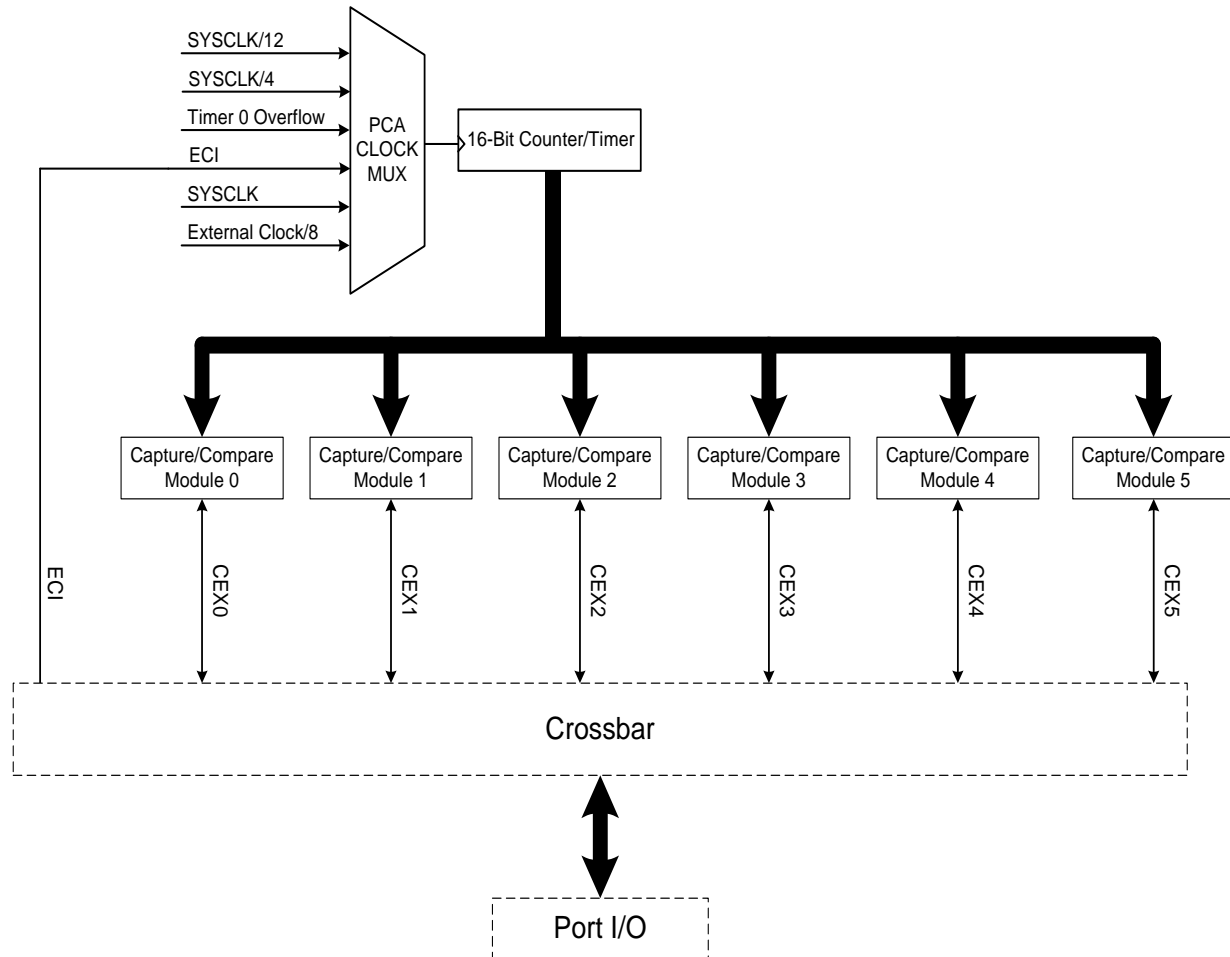 SYSCLK/12
SYSCLK/4
Timer 0 Overflow
ECI
SYSCLK
External Clock/8
PCA
CLOCK
MUX
16-Bit Counter/Timer
Capture/Compare
Module 0
Capture/Compare
Module 1
Capture/Compare
Module 2
Capture/Compare
Module 3
Capture/Compare
Module 4
Capture/Compare
Module 5
ECI
CEX0
CEX1
CEX2
CEX3
CEX4
CEX5
Crossbar
Port I/O